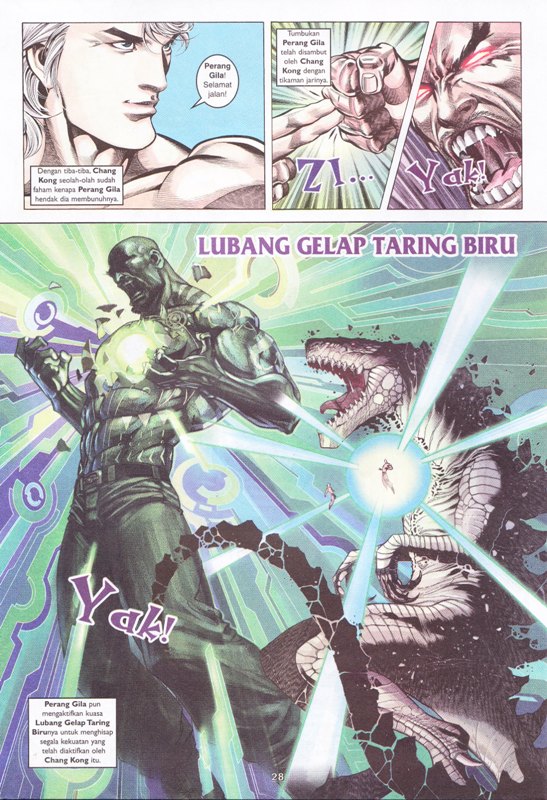 Perang
Gila!
Selamat
jalan!
Dengan tiba-tiba, Chang
Kong seolah-olah sudah
faham kenapa Perang Gila
hendak dia membunuhnya.
Tumbukan
Perang Gila
telah disambut
oleh Chang
Kong dengan
tikaman jarinya.
ZI...
Yak!
LUBANG GELAP TARING BIRU
Yak!
Perang Gila pun
mengaktifkan kuasa
Lubang Gelap Taring
Birunya untuk menghisap
segala kekuatan yang
telah diaktifkan oleh
Chang Kong itu.
28